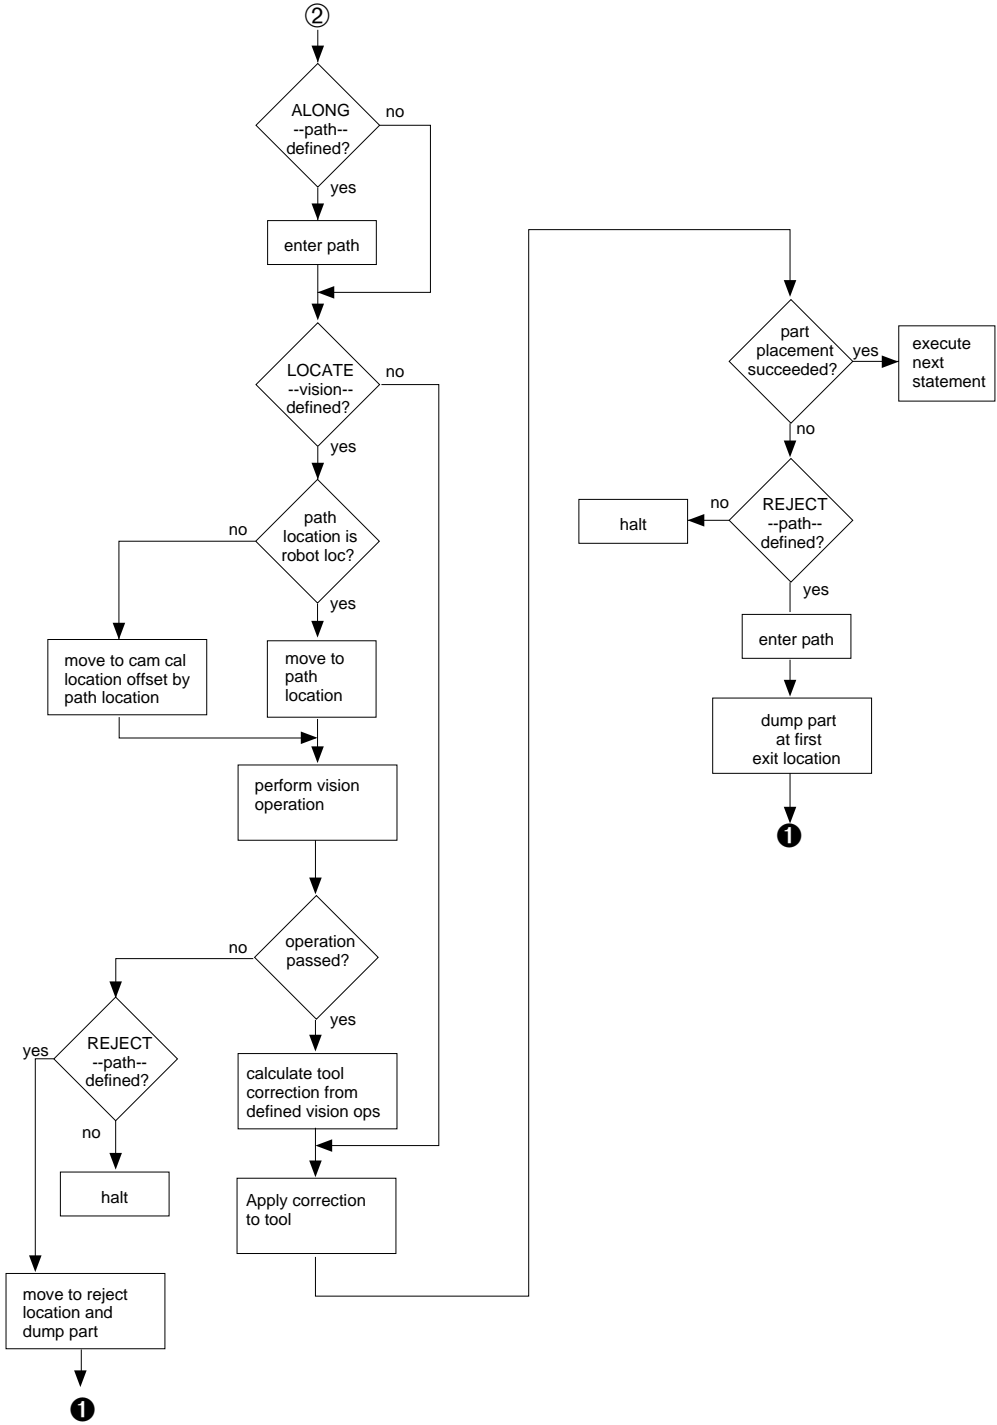 ②
ALONG
--path--
defined?
no
yes
enter path
LOCATE
--vision--
defined?
no
yes
path
location is
robot loc?
no
yes
move to cam cal
location offset by
path location
move to
path
location
perform vision
operation
operation
passed?
no
yes
REJECT
--path--
defined?
yes
no
halt
calculate tool
correction from
defined vision ops
Apply correction
to tool
move to reject
location and
dump part
❶
part
placement
succeeded?
yes
execute
next
statement
no
REJECT
--path--
defined?
no
halt
yes
enter path
dump part
at first
exit location
❶